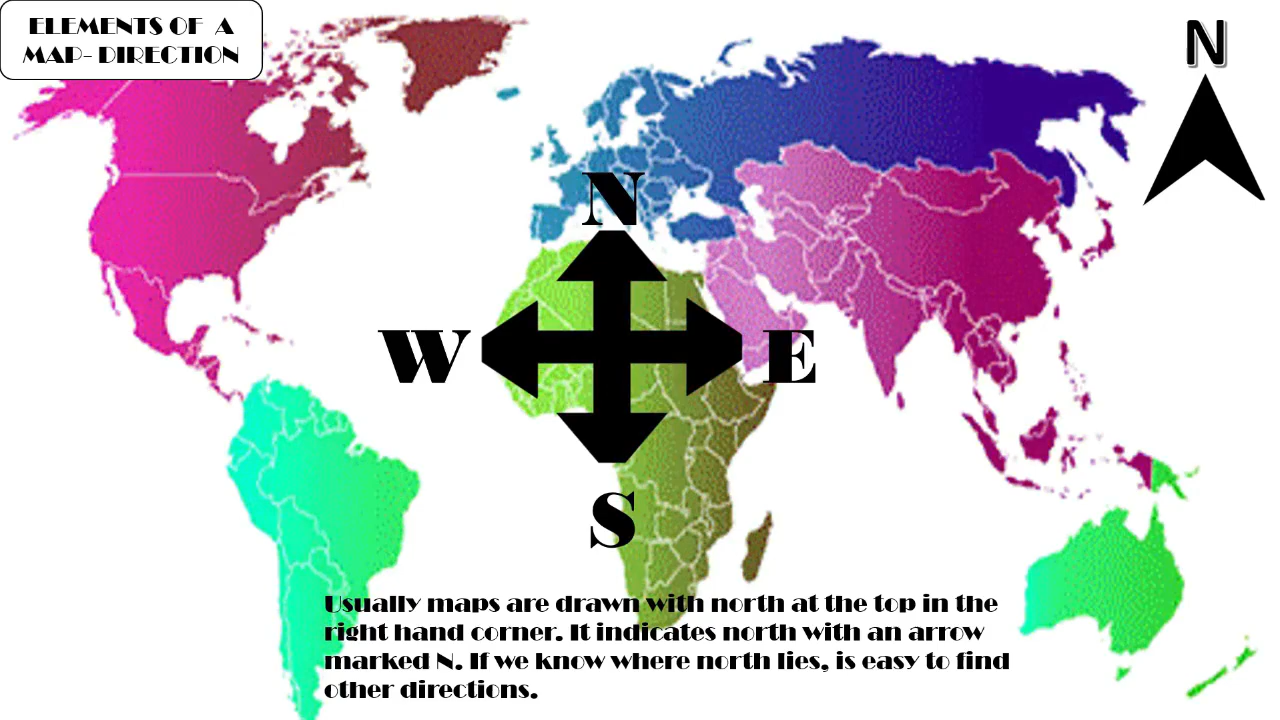 ELEMENTS OF A
MAP- DIRECTION
N
N
W
E
S
Usually maps are drawn with north at the top in the
right hand corner. It indicates north with an arrow
marked N. If we know where north lies, is easy to find
other directions.